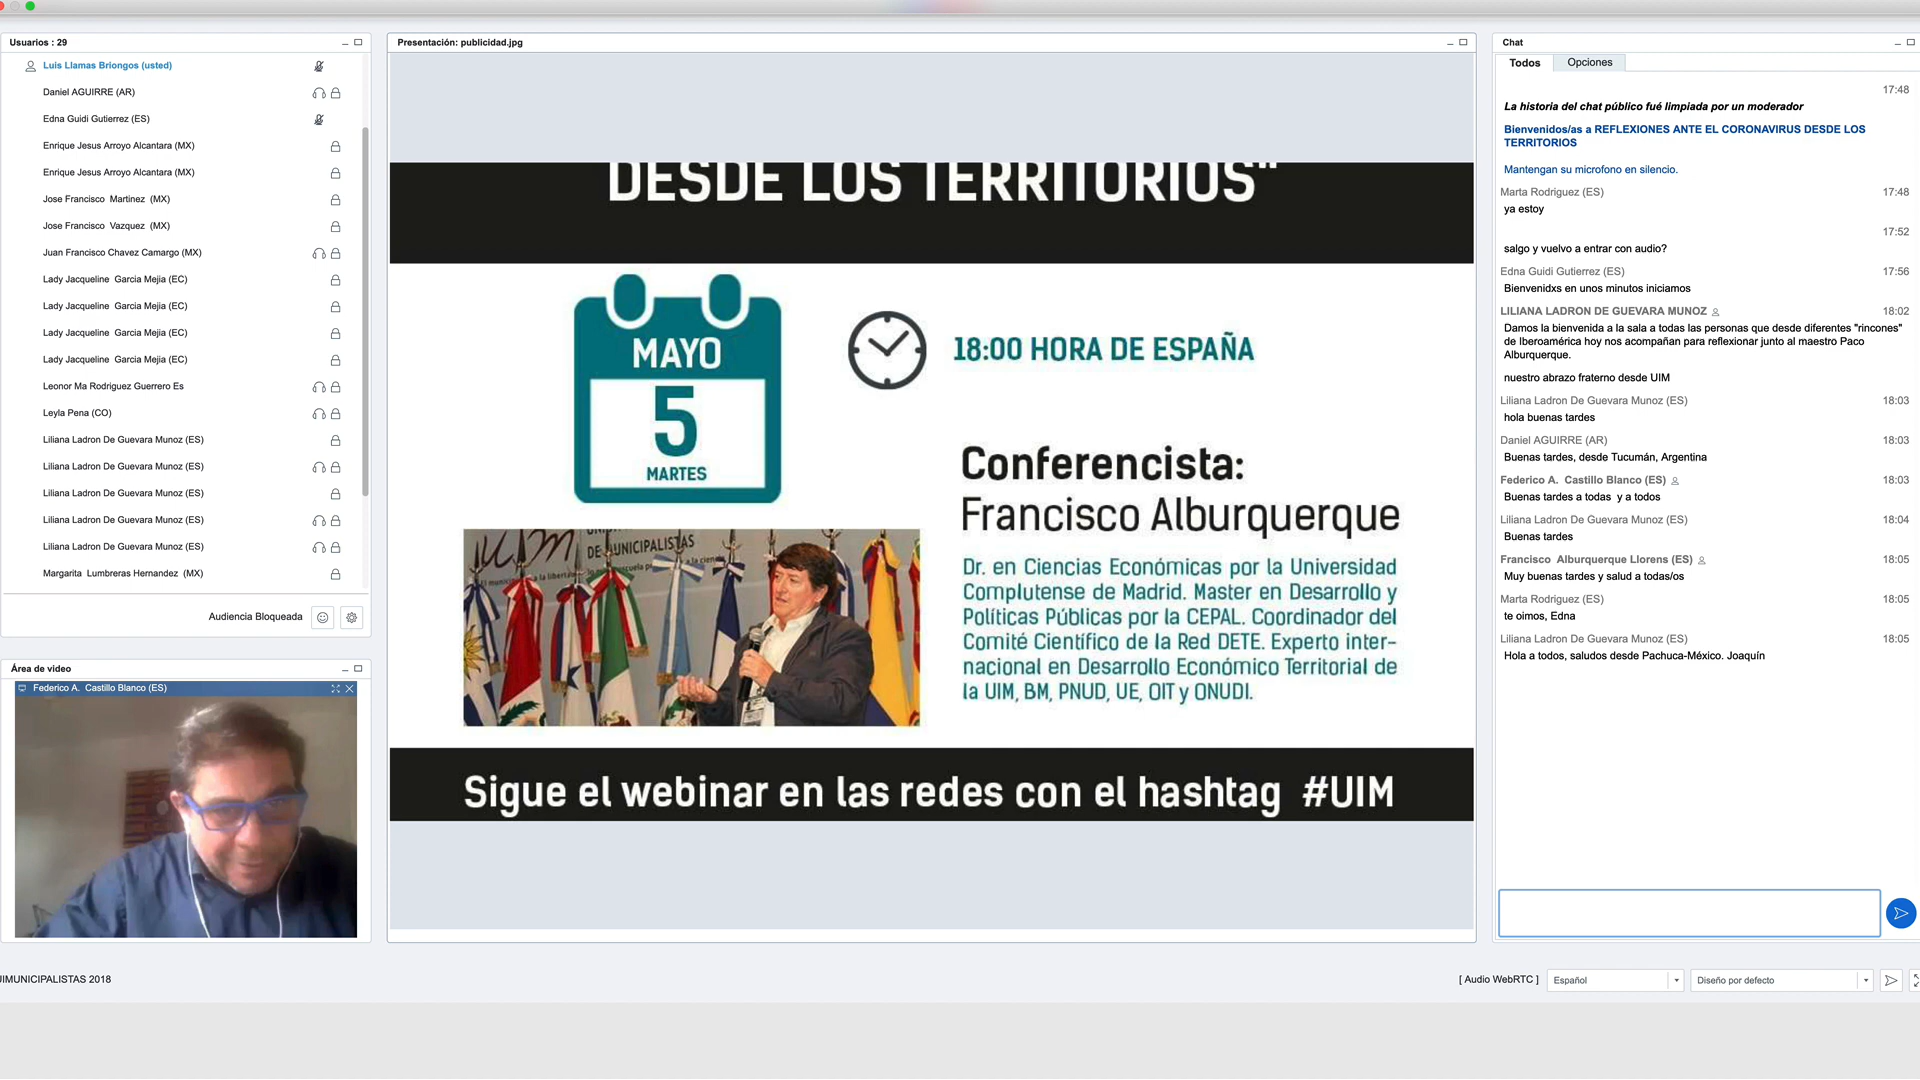 Usuarios : 29
Luis Llamas Briongos (usted)
Daniel AGUIRRE (AR)
Edna Guidi Gutierrez (ES)
Enrique Jesus Arroyo Alcantara (MX)
Enrique Jesus Arroyo Alcantara (MX)
Jose Francisco  Martinez  (MX)
Jose Francisco  Vazquez  (MX)
Juan Francisco Chavez Camargo (MX)
Lady Jacqueline  Garcia Mejia (EC)
Lady Jacqueline  Garcia Mejia (EC)
Lady Jacqueline  Garcia Mejia (EC)
Lady Jacqueline  Garcia Mejia (EC)
Leonor Ma Rodriguez Guerrero Es
Leyla Pena (CO)
Liliana Ladron De Guevara Munoz (ES)
Liliana Ladron De Guevara Munoz (ES)
Liliana Ladron De Guevara Munoz (ES)
Liliana Ladron De Guevara Munoz (ES)
Liliana Ladron De Guevara Munoz (ES)
Margarita  Lumbreras Hernandez  (MX)
Audiencia Bloqueada
Área de video
Federico A.  Castillo Blanco (ES)
Presentación: publicidad.jpg
DESDE LOS TERRITORIOS"
MAYO
5
MARTES
18:00 HORA DE ESPAÑA
Conferencista:
Francisco Alburquerque
Dr. en Ciencias Económicas por la Universidad
Complutense de Madrid. Master en Desarrollo y
Políticas Públicas por la CEPAL. Coordinador del
Comité Científico de la Red DETE. Experto inter-
nacional en Desarrollo Económico Territorial de
la UIM, BM, PNUD, UE, OIT y ONUDI.
DE MUNICIPALISTAS
Sigue el webinar en las redes con el hashtag  #UIM
Chat
Todos
Opciones
17:48
La historia del chat público fué limpiada por un moderador
Bienvenidos/as a REFLEXIONES ANTE EL CORONAVIRUS DESDE LOS
TERRITORIOS
Mantengan su microfono en silencio.
Marta Rodriguez (ES) 17:48
ya estoy
17:52
salgo y vuelvo a entrar con audio?
Edna Guidi Gutierrez (ES) 17:56
Bienvenidxs en unos minutos iniciamos
LILIANA LADRON DE GUEVARA MUNOZ 18:02
Damos la bienvenida a la sala a todas las personas que desde diferentes "rincones"
de Iberoamérica hoy nos acompañan para reflexionar junto al maestro Paco
Alburquerque.
nuestro abrazo fraterno desde UIM
Liliana Ladron De Guevara Munoz (ES) 18:03
hola buenas tardes
Daniel AGUIRRE (AR) 18:03
Buenas tardes, desde Tucumán, Argentina
Federico A.  Castillo Blanco (ES) 18:03
Buenas tardes a todas  y a todos
Liliana Ladron De Guevara Munoz (ES) 18:04
Buenas tardes
Francisco  Alburquerque Llorens (ES) 18:05
Muy buenas tardes y salud a todas/os
Marta Rodriguez (ES) 18:05
te oimos, Edna
Liliana Ladron De Guevara Munoz (ES) 18:05
Hola a todos, saludos desde Pachuca-México. Joaquín
UIMUNICIPALISTAS 2018
[ Audio WebRTC ]
Español
Diseño por defecto